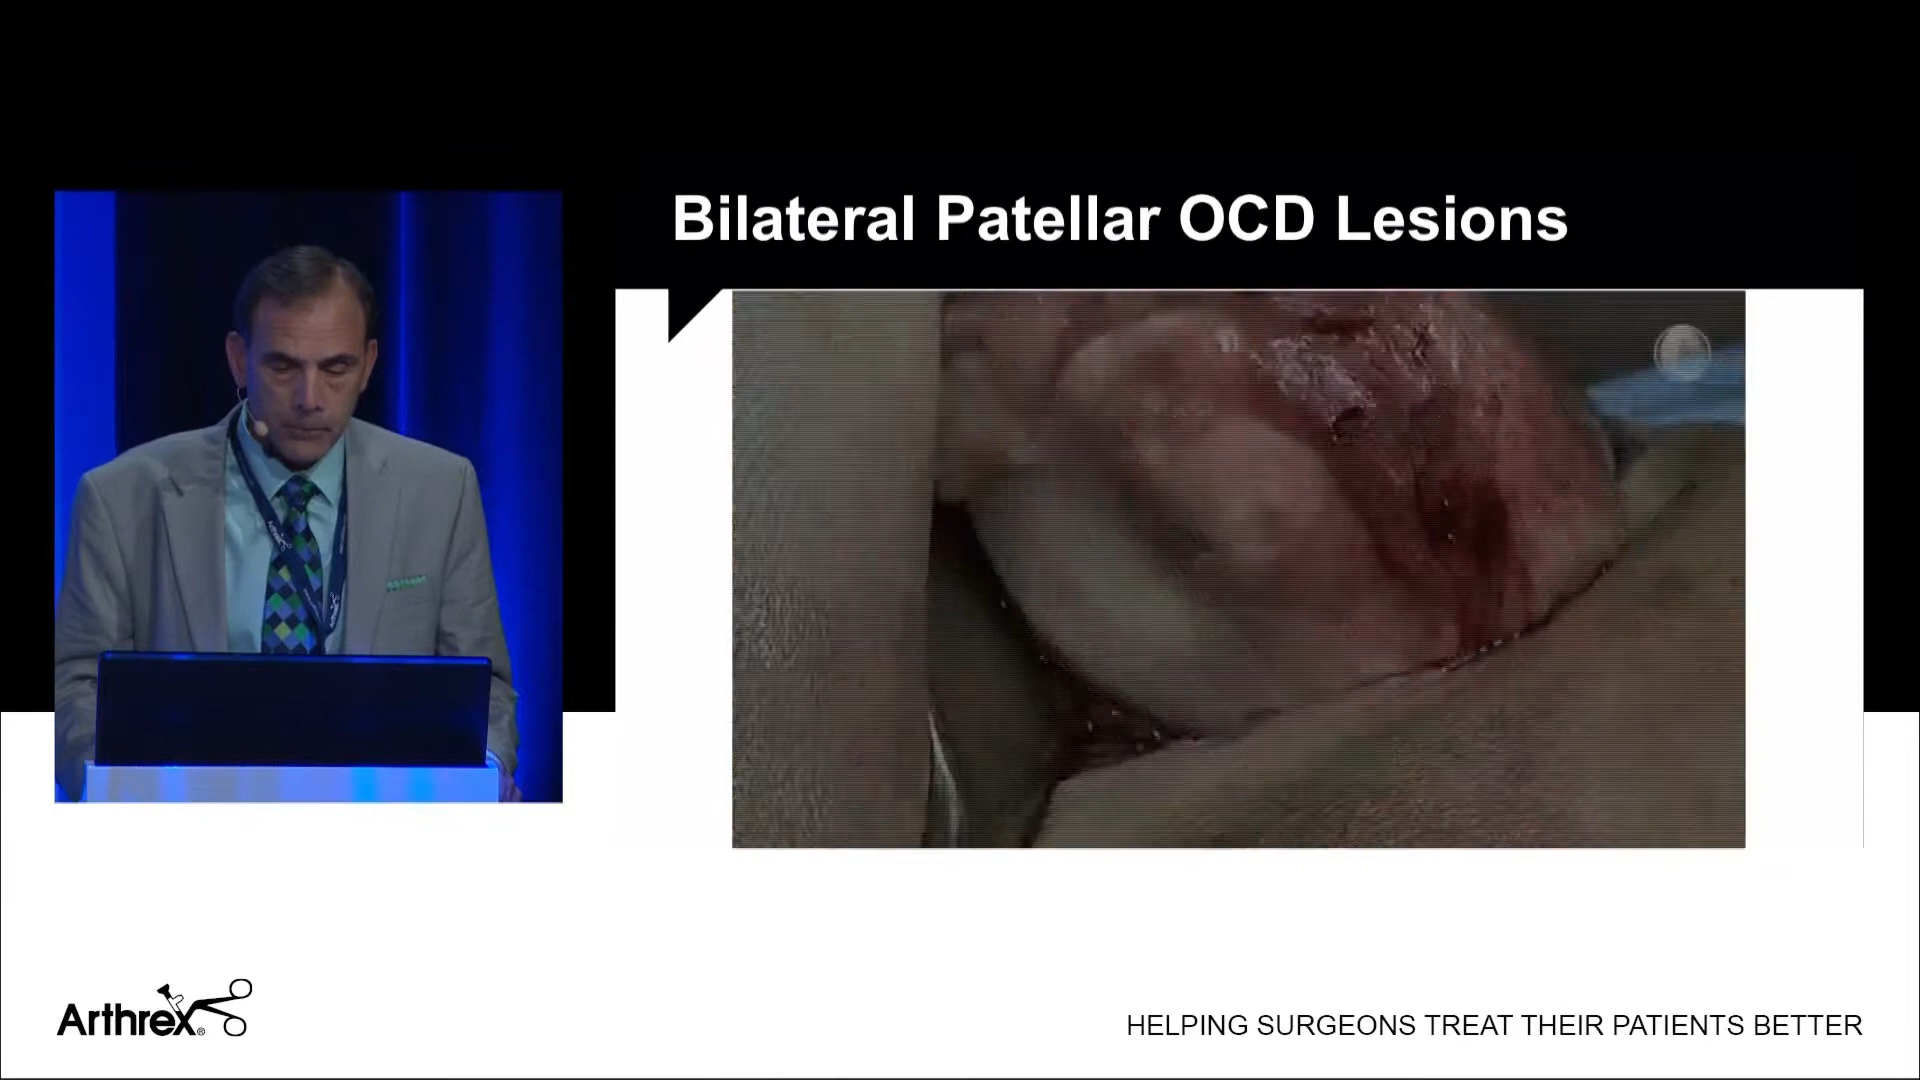 Bilateral Patellar OCD Lesions
Arthrex®
HELPING SURGEONS TREAT THEIR PATIENTS BETTER